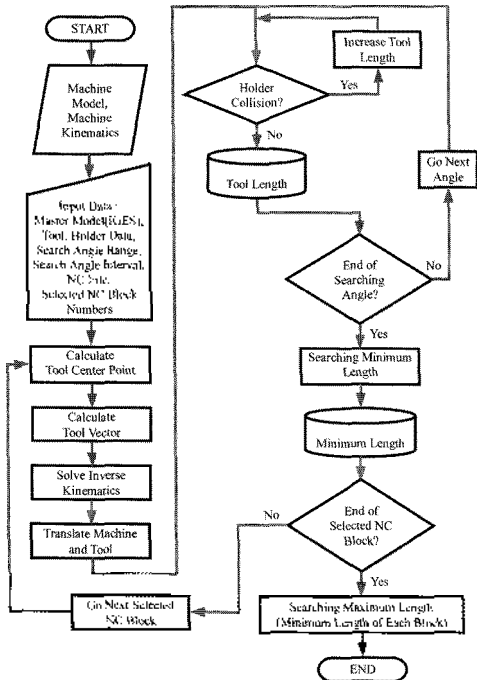 START
Machine
Model,
Machine
Kinematics
Input Data :
Master Model(IGES),
Tool, Holder Data,
Search Angle Range,
Search Angle Interval,
NC File,
Selected NC Block
Numbers
Calculate
Tool Center Point
Calculate
Tool Vector
Solve Inverse
Kinematics
Translate Machine
and Tool
Go Next Selected
NC Block
Holder
Collision?
Yes
Increase Tool
Length
No
Tool Length
Go Next
Angle
End of
Searching
Angle?
No
Yes
Searching Minimum
Length
Minimum Length
End of
Selected NC
Block?
No
Yes
Searching Maximum Length
(Minimum Length of Each Block)
END